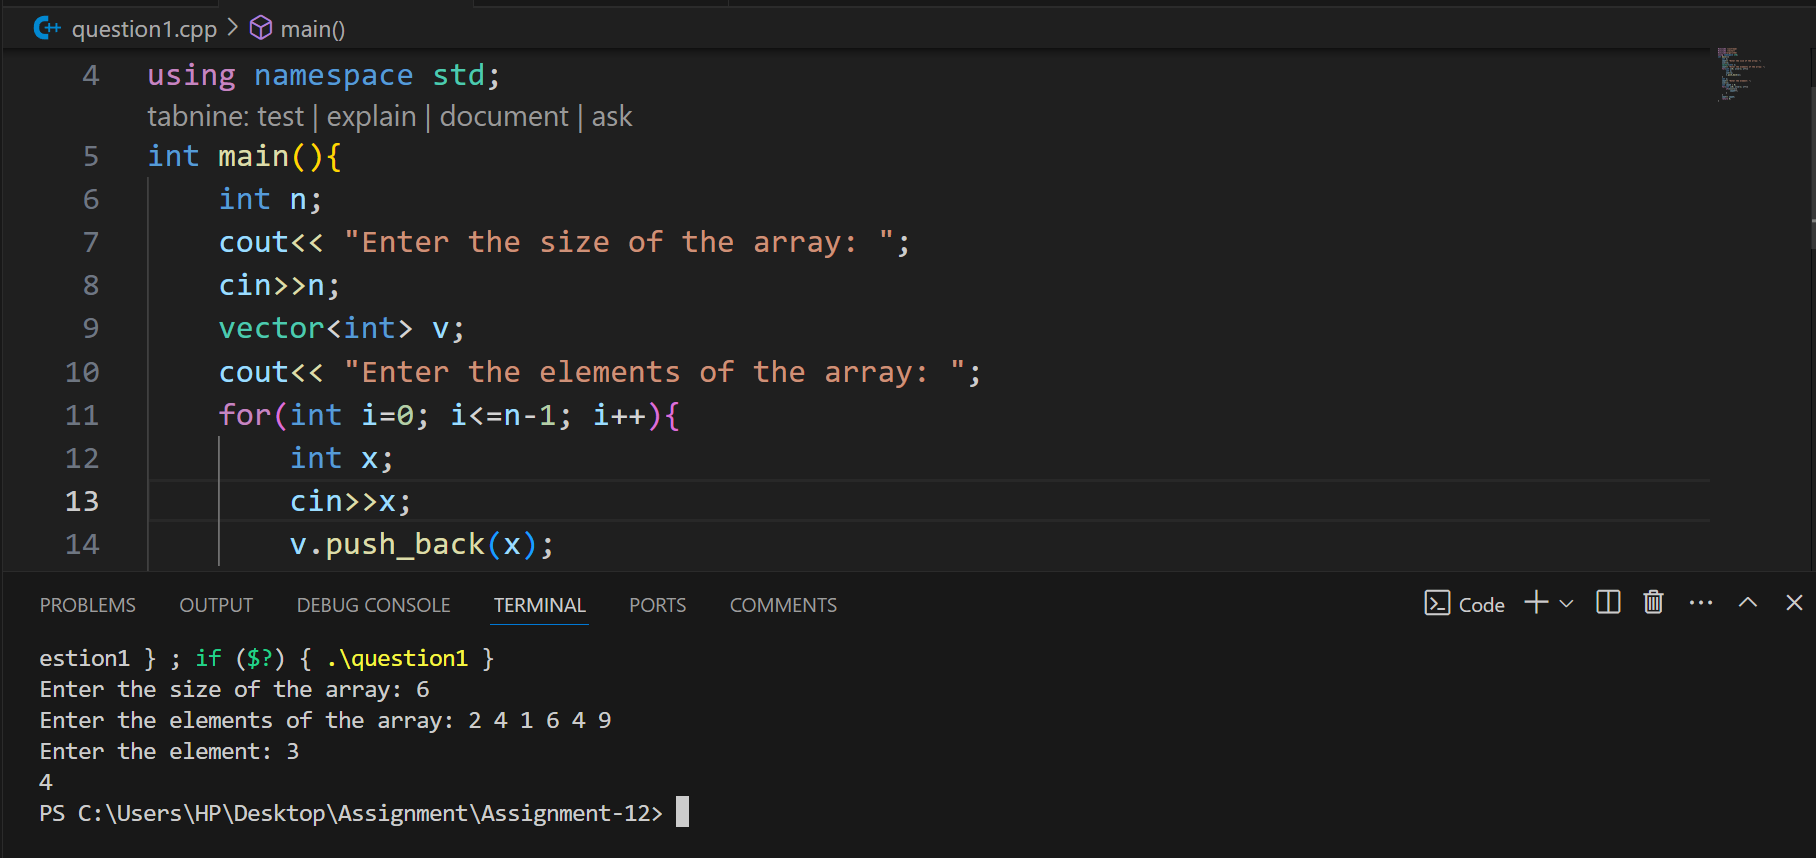 question1.cpp > main()
4 using namespace std;
tabnine: test | explain | document | ask
5 int main(){
6 int n;
7 cout<< "Enter the size of the array: ";
8 cin>>n;
9 vector<int> v;
10 cout<< "Enter the elements of the array: ";
11 for(int i=0; i<=n-1; i++){
12 int x;
13 cin>>x;
14 v.push_back(x);
PROBLEMS OUTPUT DEBUG CONSOLE TERMINAL PORTS COMMENTS Code
estion1 } ; if ($?) { .\question1 }
Enter the size of the array: 6
Enter the elements of the array: 2 4 1 6 4 9
Enter the element: 3
4
PS C:\Users\HP\Desktop\Assignment\Assignment-12>